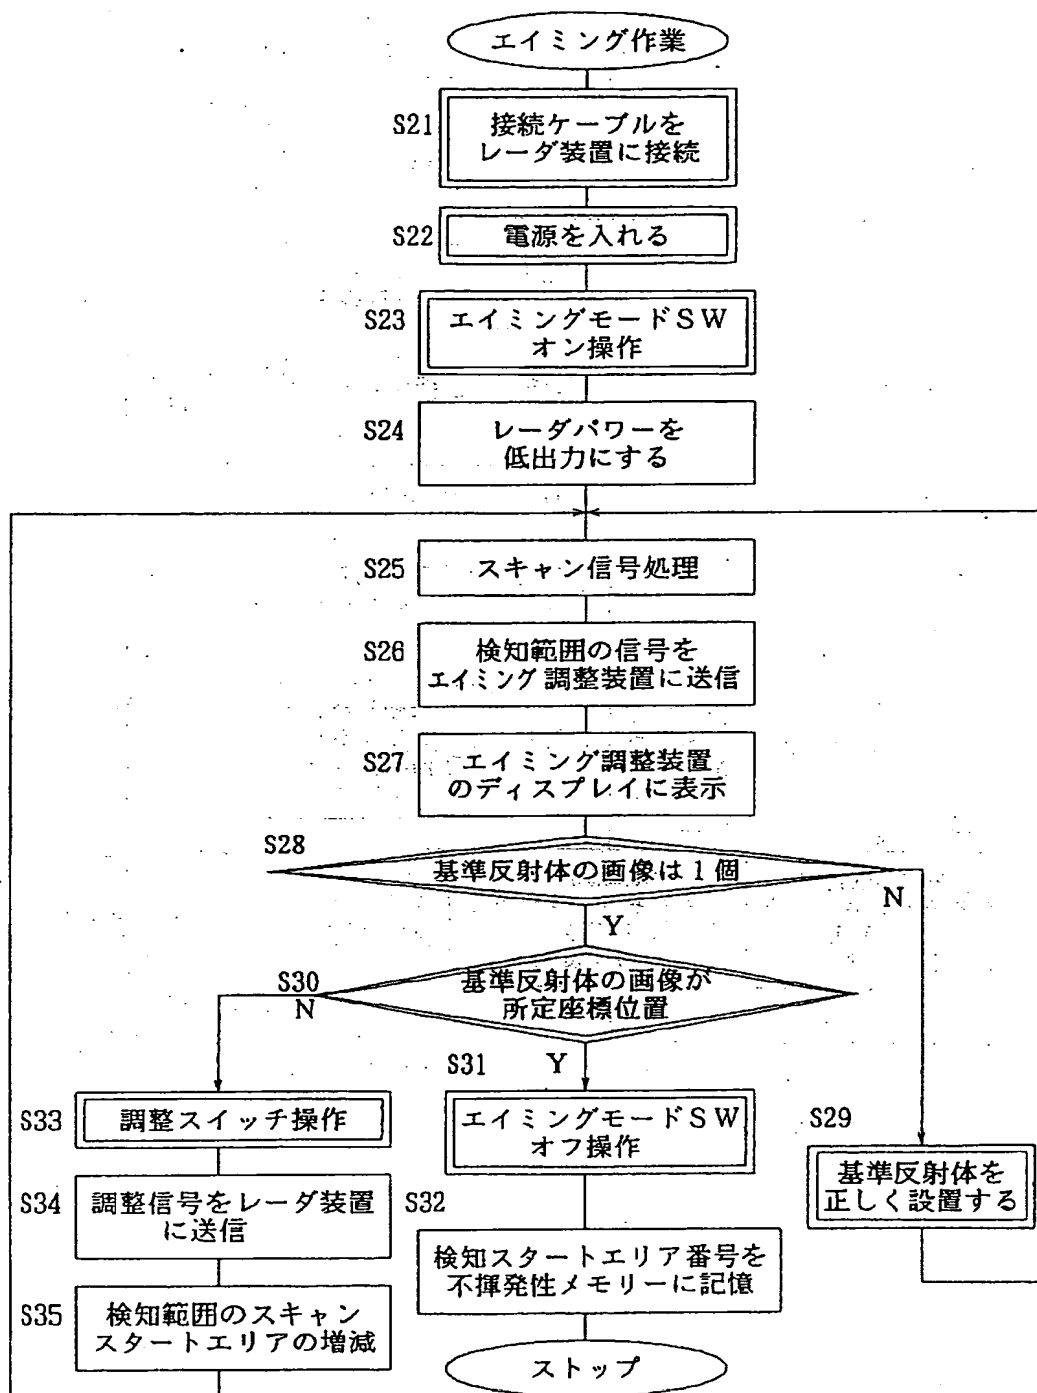 エイミング作業
S21
接続ケーブルを
レーダ装置に接続
S22
電源を入れる
S23
エイミングモードSW
オン操作
S24
レーダパワーを
低出力にする
S25
スキャン信号処理
S26
検知範囲の信号を
エイミング調整装置に送信
S27
エイミング調整装置
のディスプレイに表示
S28
基準反射体の画像は1個
N
Y
S30
基準反射体の画像が
所定座標位置
N
Y
S31
エイミングモードSW
オフ操作
S33
調整スイッチ操作
S29
基準反射体を
正しく設置する
S34
調整信号をレーダ装置
に送信
S32
検知スタートエリア番号を
不揮発性メモリーに記憶
S35
検知範囲のスキャン
スタートエリアの増減
ストップ